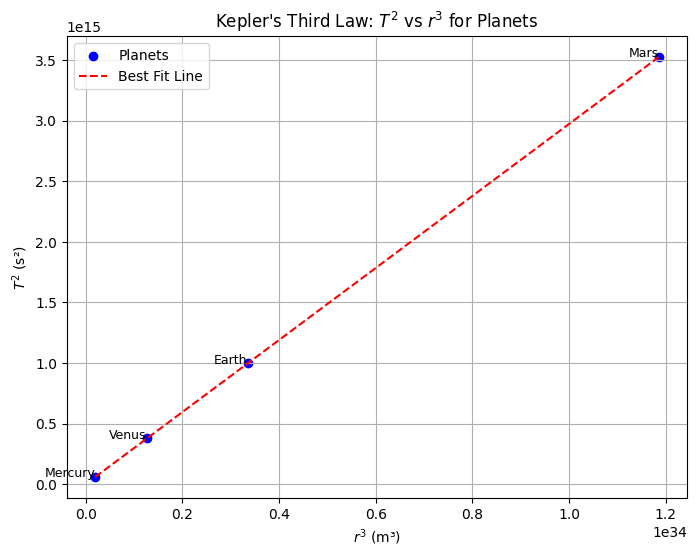 Kepler's Third Law: $T^2$ vs $r^3$ for Planets
1e15
Planets
Best Fit Line
Mars
3.5
3.0
2.5
2.0
1.5
Earth
1.0
Venus
0.5
Mercury
0.0
T² (s²)
0.0 0.2 0.4 0.6 0.8 1.0 1.2
1e34
r³ (m³)